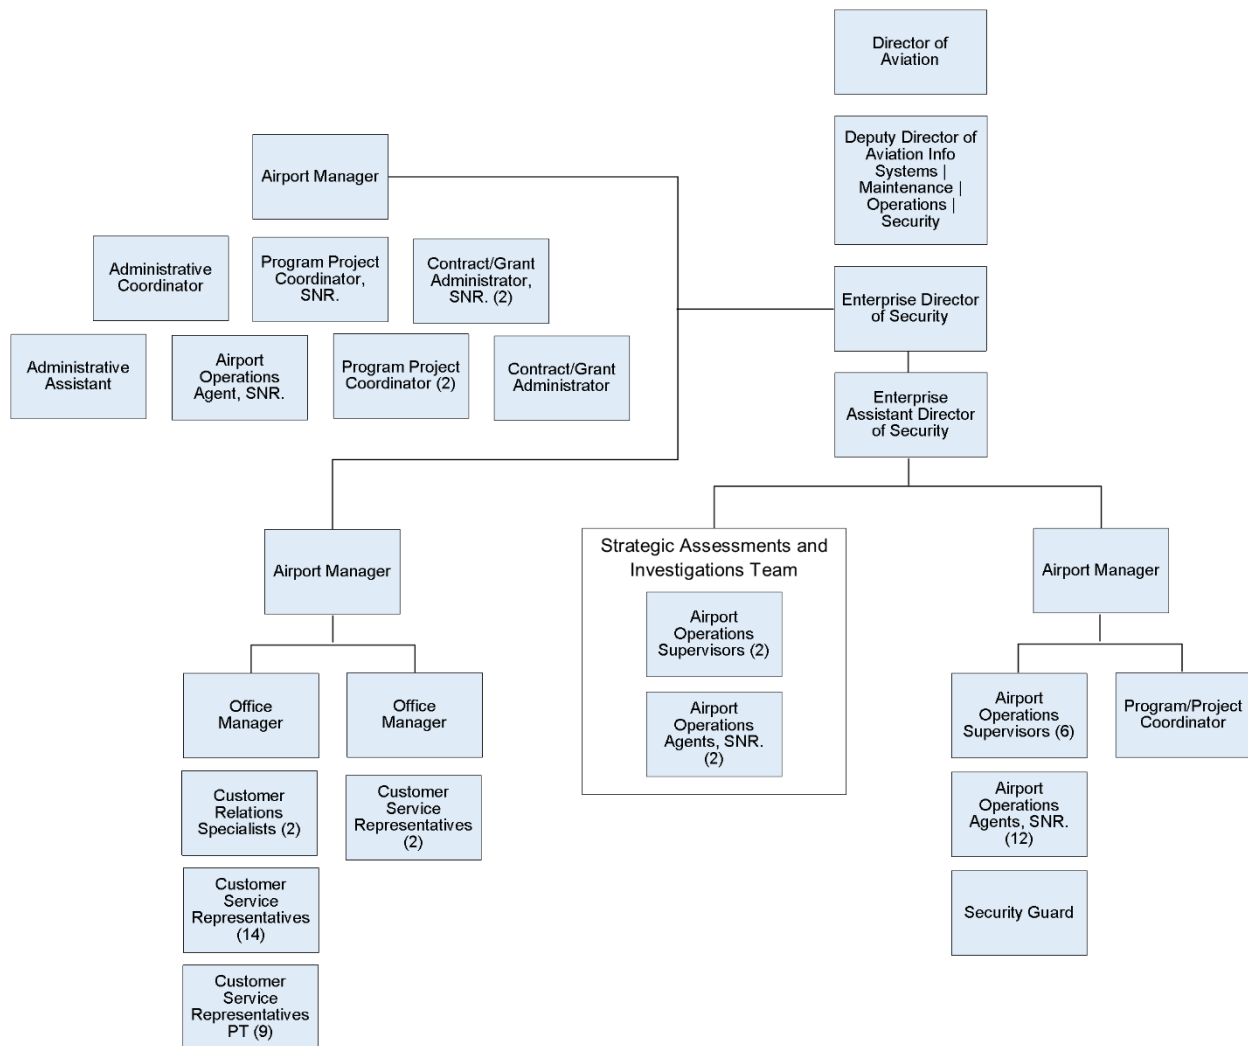 Director of
Aviation
Deputy Director of
Aviation Info
Systems |
Maintenance |
Operations |
Security
Airport Manager
Administrative
Coordinator
Program Project
Coordinator,
SNR.
Contract/Grant
Administrator,
SNR. (2)
Enterprise Director
of Security
Administrative
Assistant
Airport
Operations
Agent, SNR.
Program Project
Coordinator (2)
Contract/Grant
Administrator
Enterprise
Assistant Director
of Security
Airport Manager
Strategic Assessments and
Investigations Team
Airport
Operations
Supervisors (2)
Airport
Operations
Agents, SNR.
(2)
Airport Manager
Office
Manager
Office
Manager
Customer
Relations
Specialists (2)
Customer
Service
Representatives
(2)
Customer
Service
Representatives
(14)
Customer
Service
Representatives
PT (9)
Airport
Operations
Supervisors (6)
Program/Project
Coordinator
Airport
Operations
Agents, SNR.
(12)
Security Guard